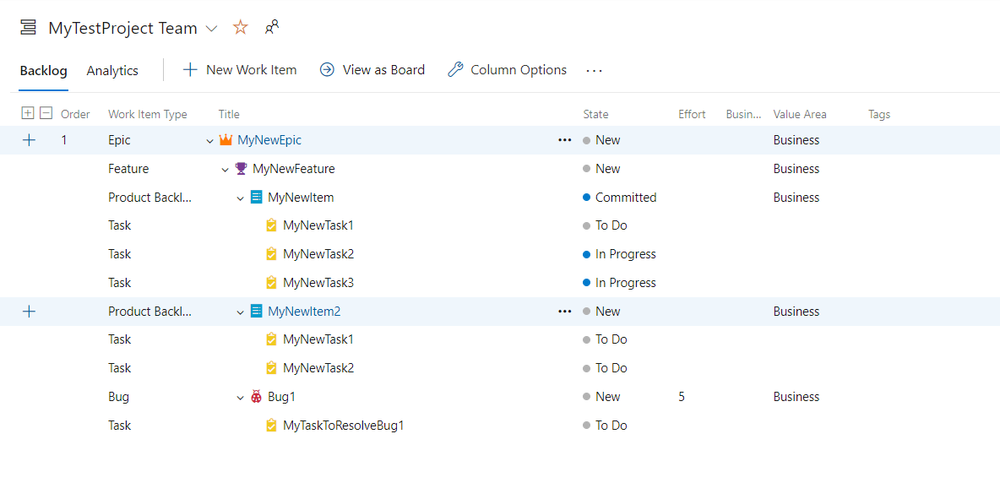 MyTestProject Team
Backlog Analytics New Work Item View as Board Column Options ...
Order Work Item Type Title State Effort Busin... Value Area Tags
1 Epic MyNewEpic ... New Business
Feature MyNewFeature New Business
Product Backl... MyNewItem Committed Business
Task MyNewTask1 To Do
Task MyNewTask2 In Progress
Task MyNewTask3 In Progress
Product Backl... MyNewItem2 ... New Business
Task MyNewTask1 To Do
Task MyNewTask2 To Do
Bug Bug1 New 5 Business
Task MyTaskToResolveBug1 To Do